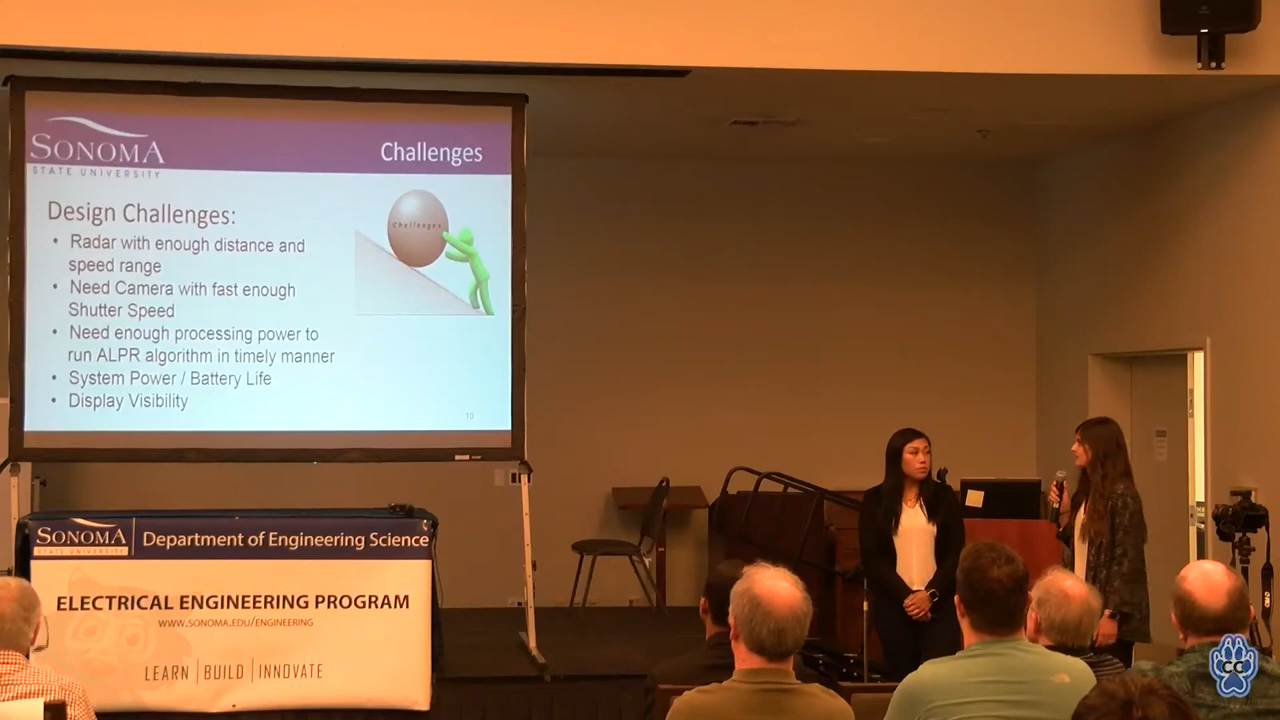 SONOMA
STATE UNIVERSITY
Challenges
Design Challenges:
• Radar with enough distance and
speed range
• Need Camera with fast enough
Shutter Speed
• Need enough processing power to
run ALPR algorithm in timely manner
• System Power / Battery Life
• Display Visibility
Challenges
10
SONOMA
STATE UNIVERSITY
Department of Engineering Science
ELECTRICAL ENGINEERING PROGRAM
WWW.SONOMA.EDU/ENGINEERING
LEARN | BUILD | INNOVATE
CC